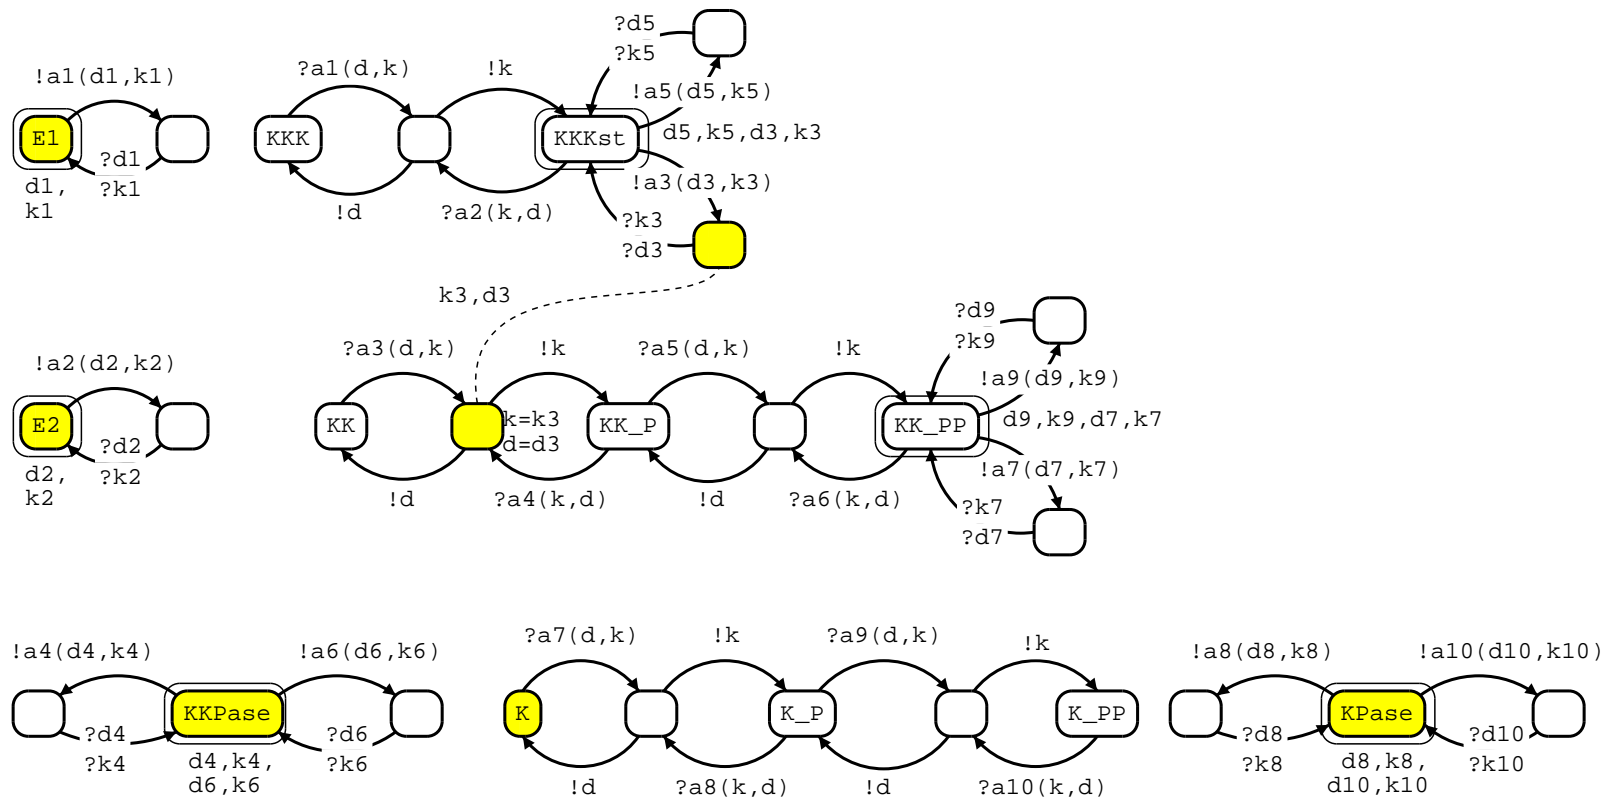 ?d5
?k5
!a1(d1,k1)
?a1(d,k)
!k
!a5(d5,k5)
E1
?d1
?k1
d1,
k1
KKK
KKKst
d5,k5,d3,k3
!a3(d3,k3)
!d
?a2(k,d)
?k3
?d3
k3,d3
?d9
?k9
!a2(d2,k2)
?a3(d,k)
!k
?a5(d,k)
!k
!a9(d9,k9)
E2
?d2
?k2
d2,
k2
KK
k=k3
d=d3
KK_P
KK_PP
d9,k9,d7,k7
!a7(d7,k7)
!d
?a4(k,d)
!d
?a6(k,d)
?k7
?d7
!a4(d4,k4)
!a6(d6,k6)
?a7(d,k)
!k
?a9(d,k)
!k
!a8(d8,k8)
!a10(d10,k10)
KKPase
K
K_P
K_PP
KPase
?d4
?k4
d4,k4,
d6,k6
?d6
?k6
!d
?a8(k,d)
!d
?a10(k,d)
?d8
?k8
d8,k8,
d10,k10
?d10
?k10